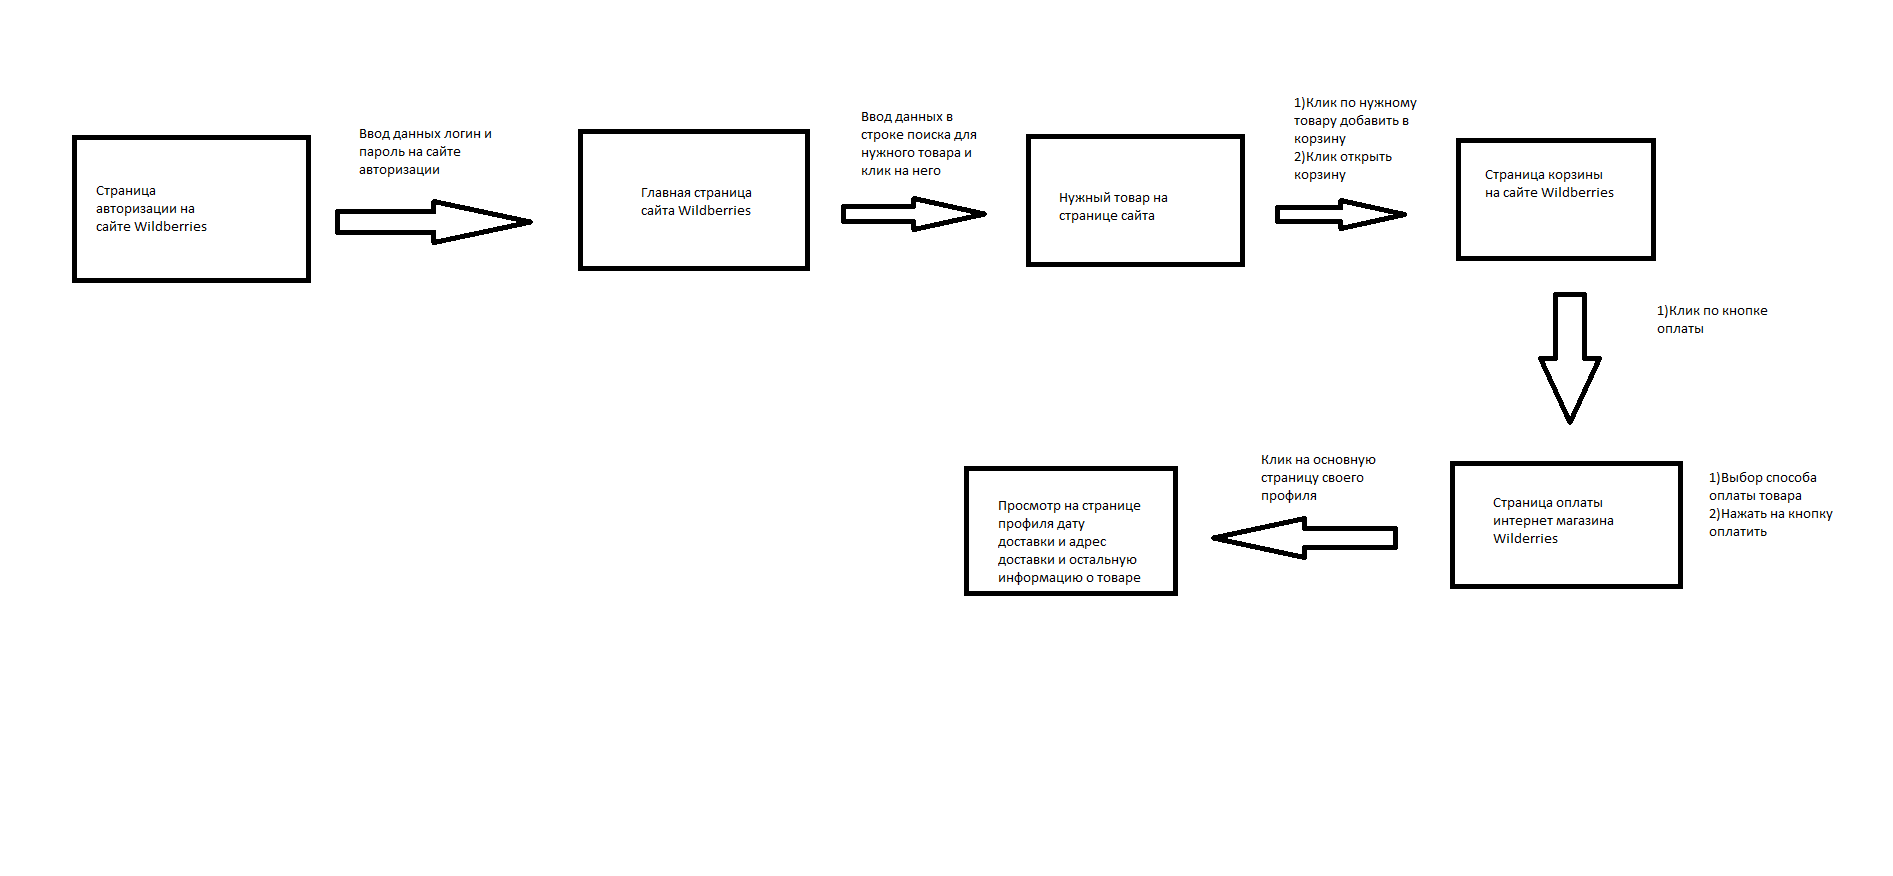 Страница
авторизации на
сайте Wildberries
Ввод данных логин и
пароль на сайте
авторизации
Главная страница
сайта Wildberries
Ввод данных в
строке поиска для
нужного товара и
клик на него
Нужный товар на
странице сайта
1)Клик по нужному
товару добавить в
корзину
2)Клик открыть
корзину
Страница корзины
на сайте Wildberries
1)Клик по кнопке
оплаты
Страница оплаты
интернет магазина
Wilderries
1)Выбор способа
оплаты товара
2)Нажать на кнопку
оплатить
Клик на основную
страницу своего
профиля
Просмотр на странице
профиля дату
доставки и адрес
доставки и остальную
информацию о товаре